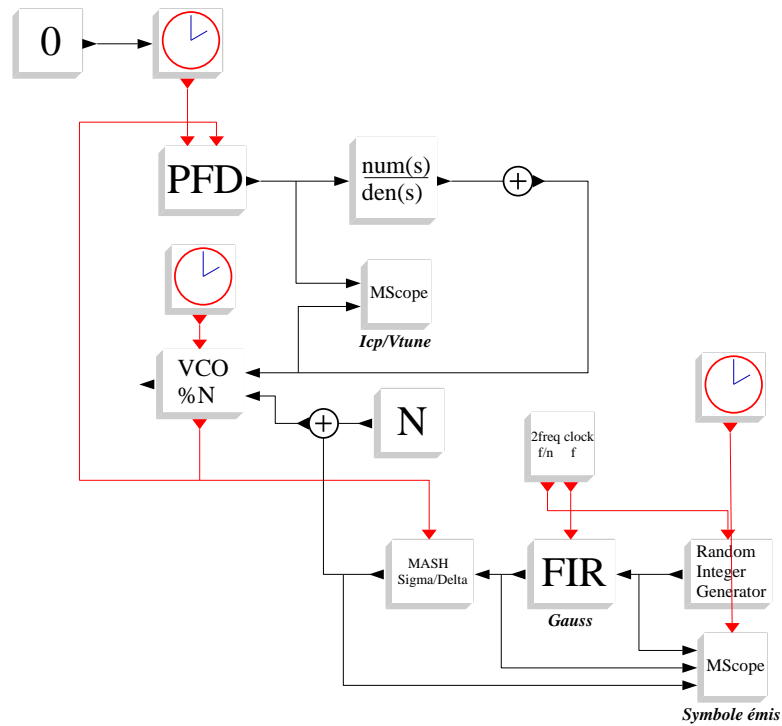 0
PFD
num(s)
den(s)
MScope
Icp/Vtune
VCO
%N
N
2freq clock
f/n f
MASH
Sigma/Delta
FIR
Gauss
Random
Integer
Generator
MScope
Symbole émis